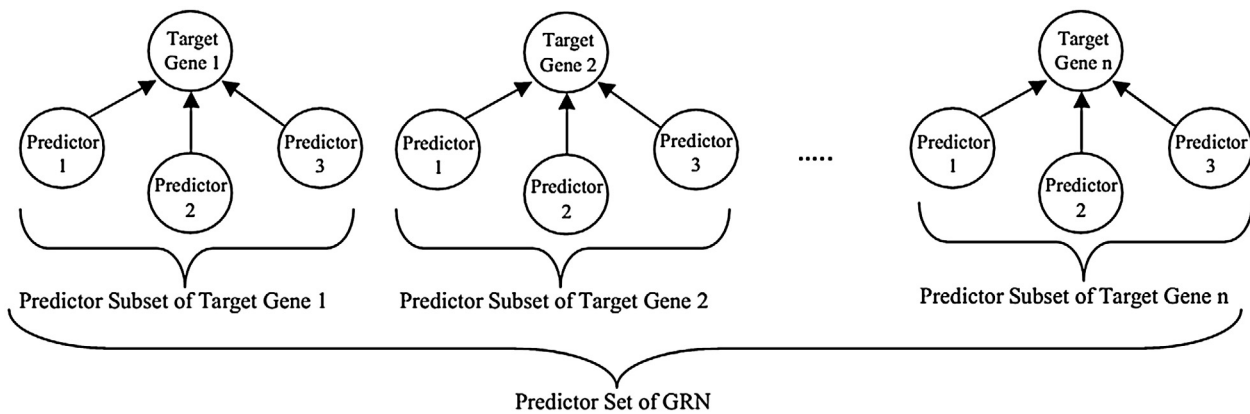 Target
Gene 1
Predictor
1
Predictor
2
Predictor
3
Predictor Subset of Target Gene 1
Target
Gene 2
Predictor
1
Predictor
2
Predictor
3
Predictor Subset of Target Gene 2
.....
Target
Gene n
Predictor
1
Predictor
2
Predictor
3
Predictor Subset of Target Gene n
Predictor Set of GRN